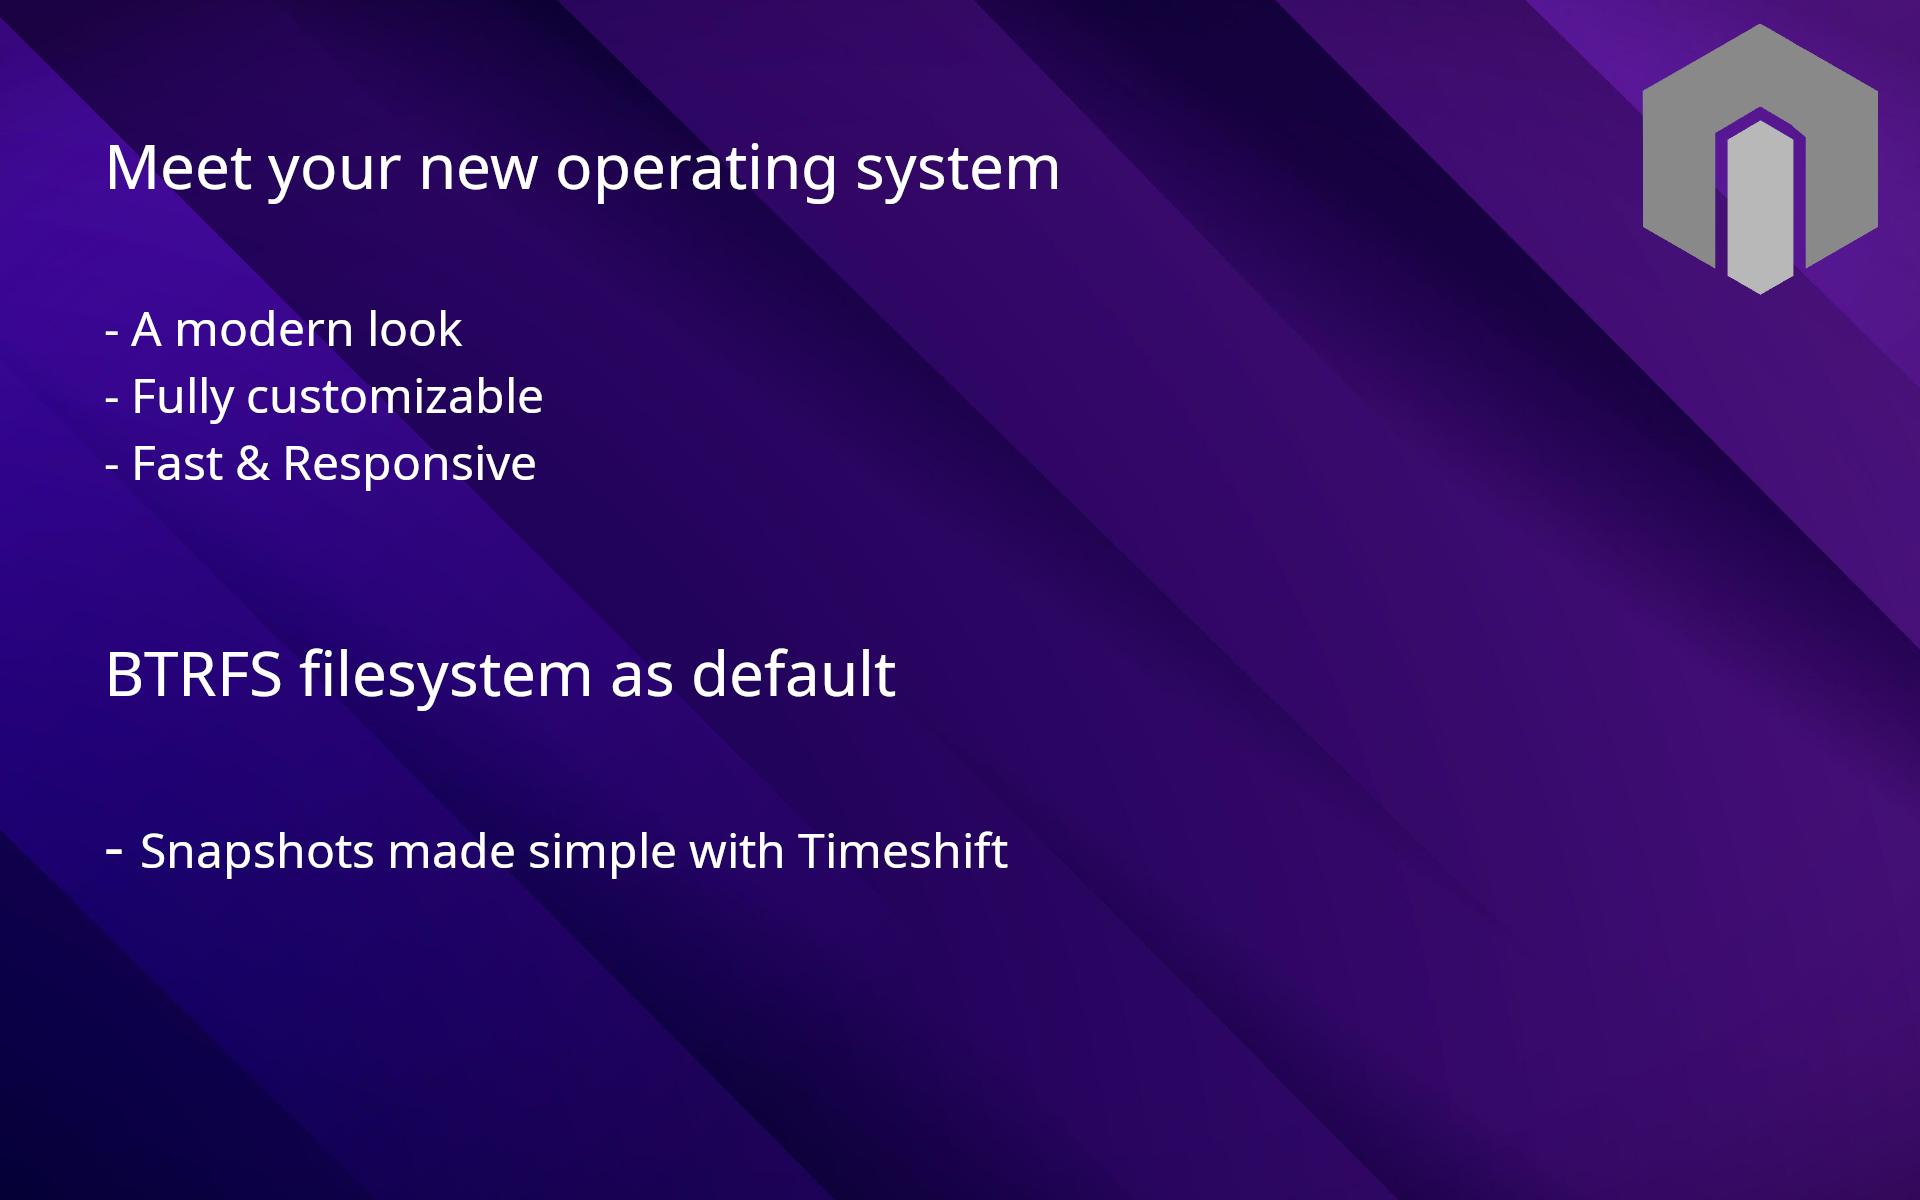 Meet your new operating system
- A modern look
- Fully customizable
- Fast & Responsive
BTRFS filesystem as default
- Snapshots made simple with Timeshift